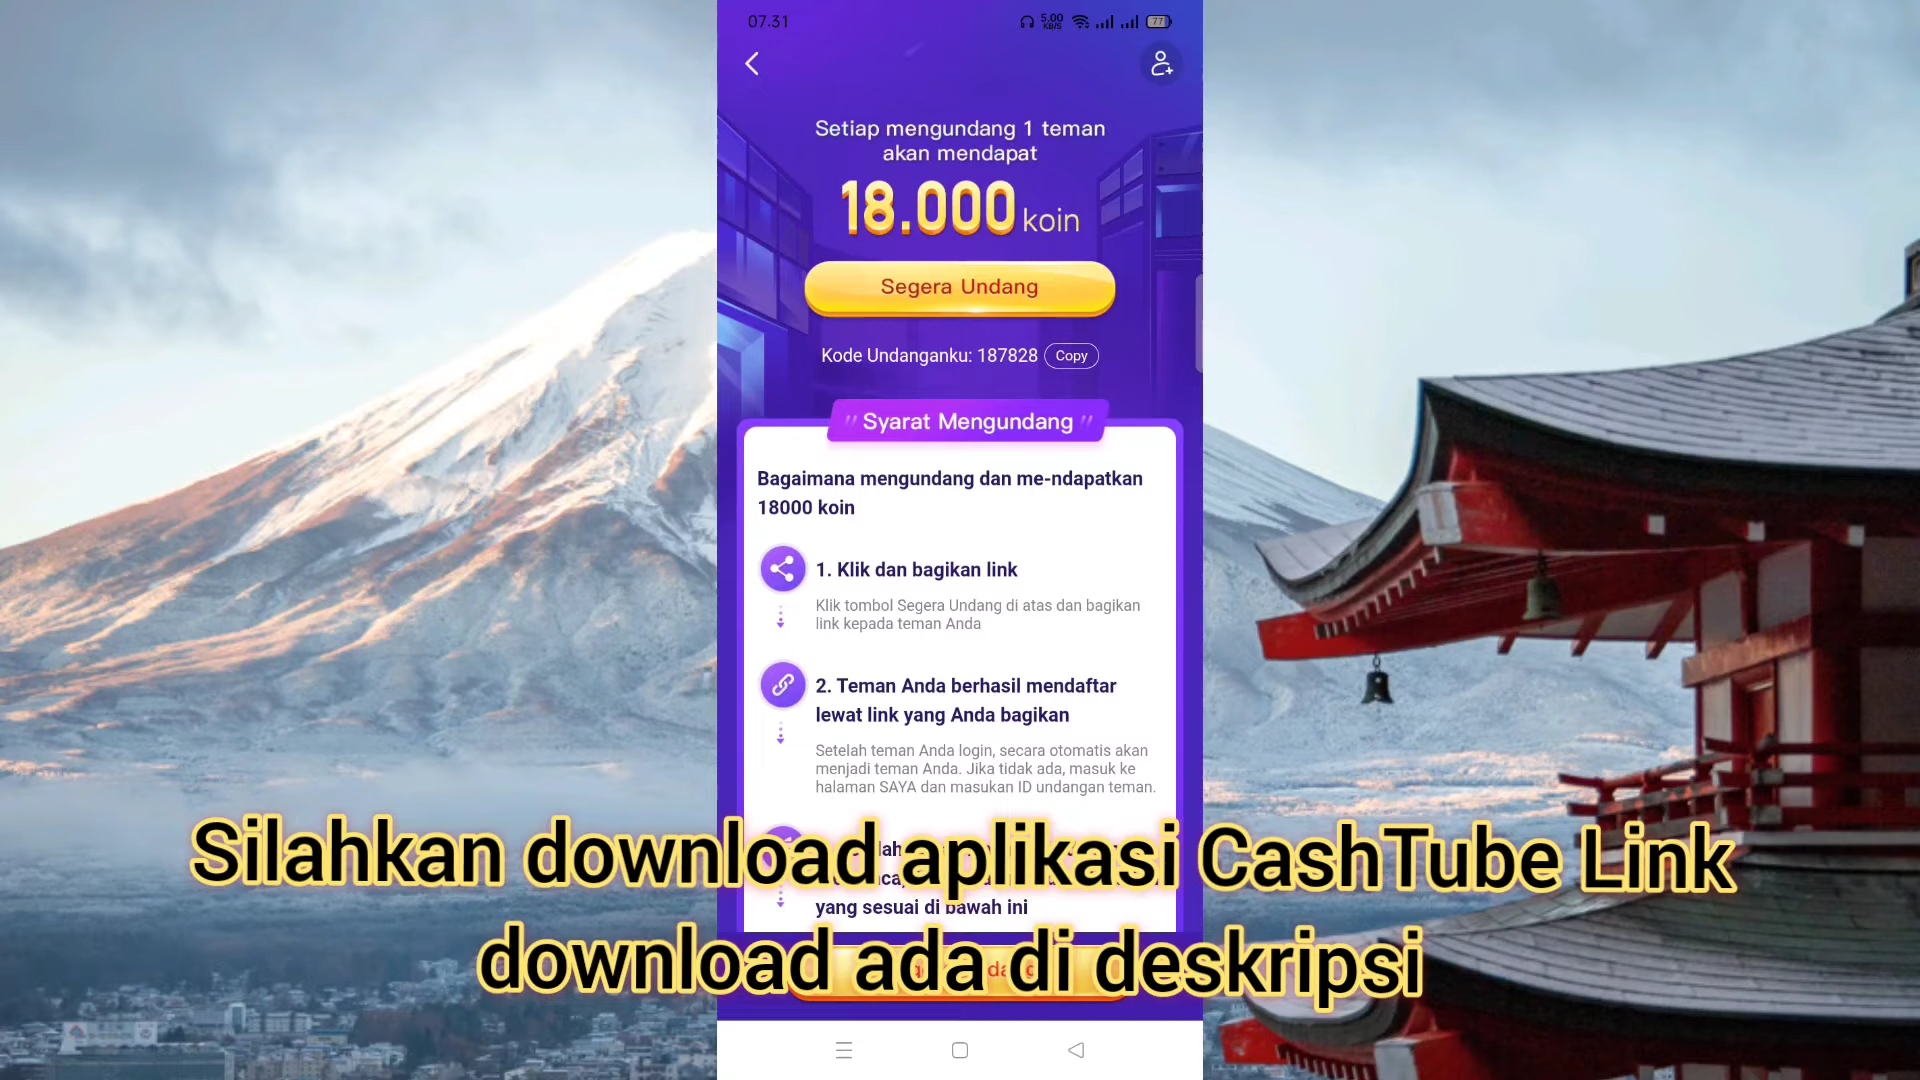 07.31
5.00
KB/S
77
Setiap mengundang 1 teman
akan mendapat
18.000 koin
Segera Undang
Kode Undanganku: 187828 Copy
Syarat Mengundang
Bagaimana mengundang dan me-ndapatkan
18000 koin
1. Klik dan bagikan link
Klik tombol Segera Undang di atas dan bagikan
link kepada teman Anda
2. Teman Anda berhasil mendaftar
lewat link yang Anda bagikan
Setelah teman Anda login, secara otomatis akan
menjadi teman Anda. Jika tidak ada, masuk ke
halaman SAYA dan masukan ID undangan teman.
yang sesuai di bawah ini
Silahkan download aplikasi CashTube Link
download ada di deskripsi